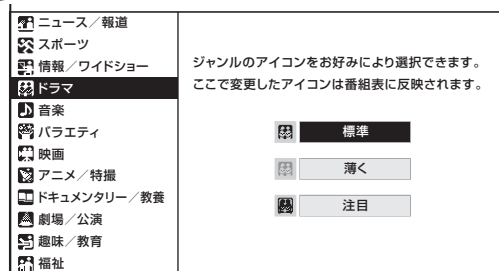 ニュース／報道
スポーツ
情報／ワイドショー
ドラマ
音楽
バラエティ
映画
アニメ／特撮
ドキュメンタリー／教養
劇場／公演
趣味／教育
福祉
ジャンルのアイコンをお好みにより選択できます。
ここで変更したアイコンは番組表に反映されます。
標準
薄く
注目